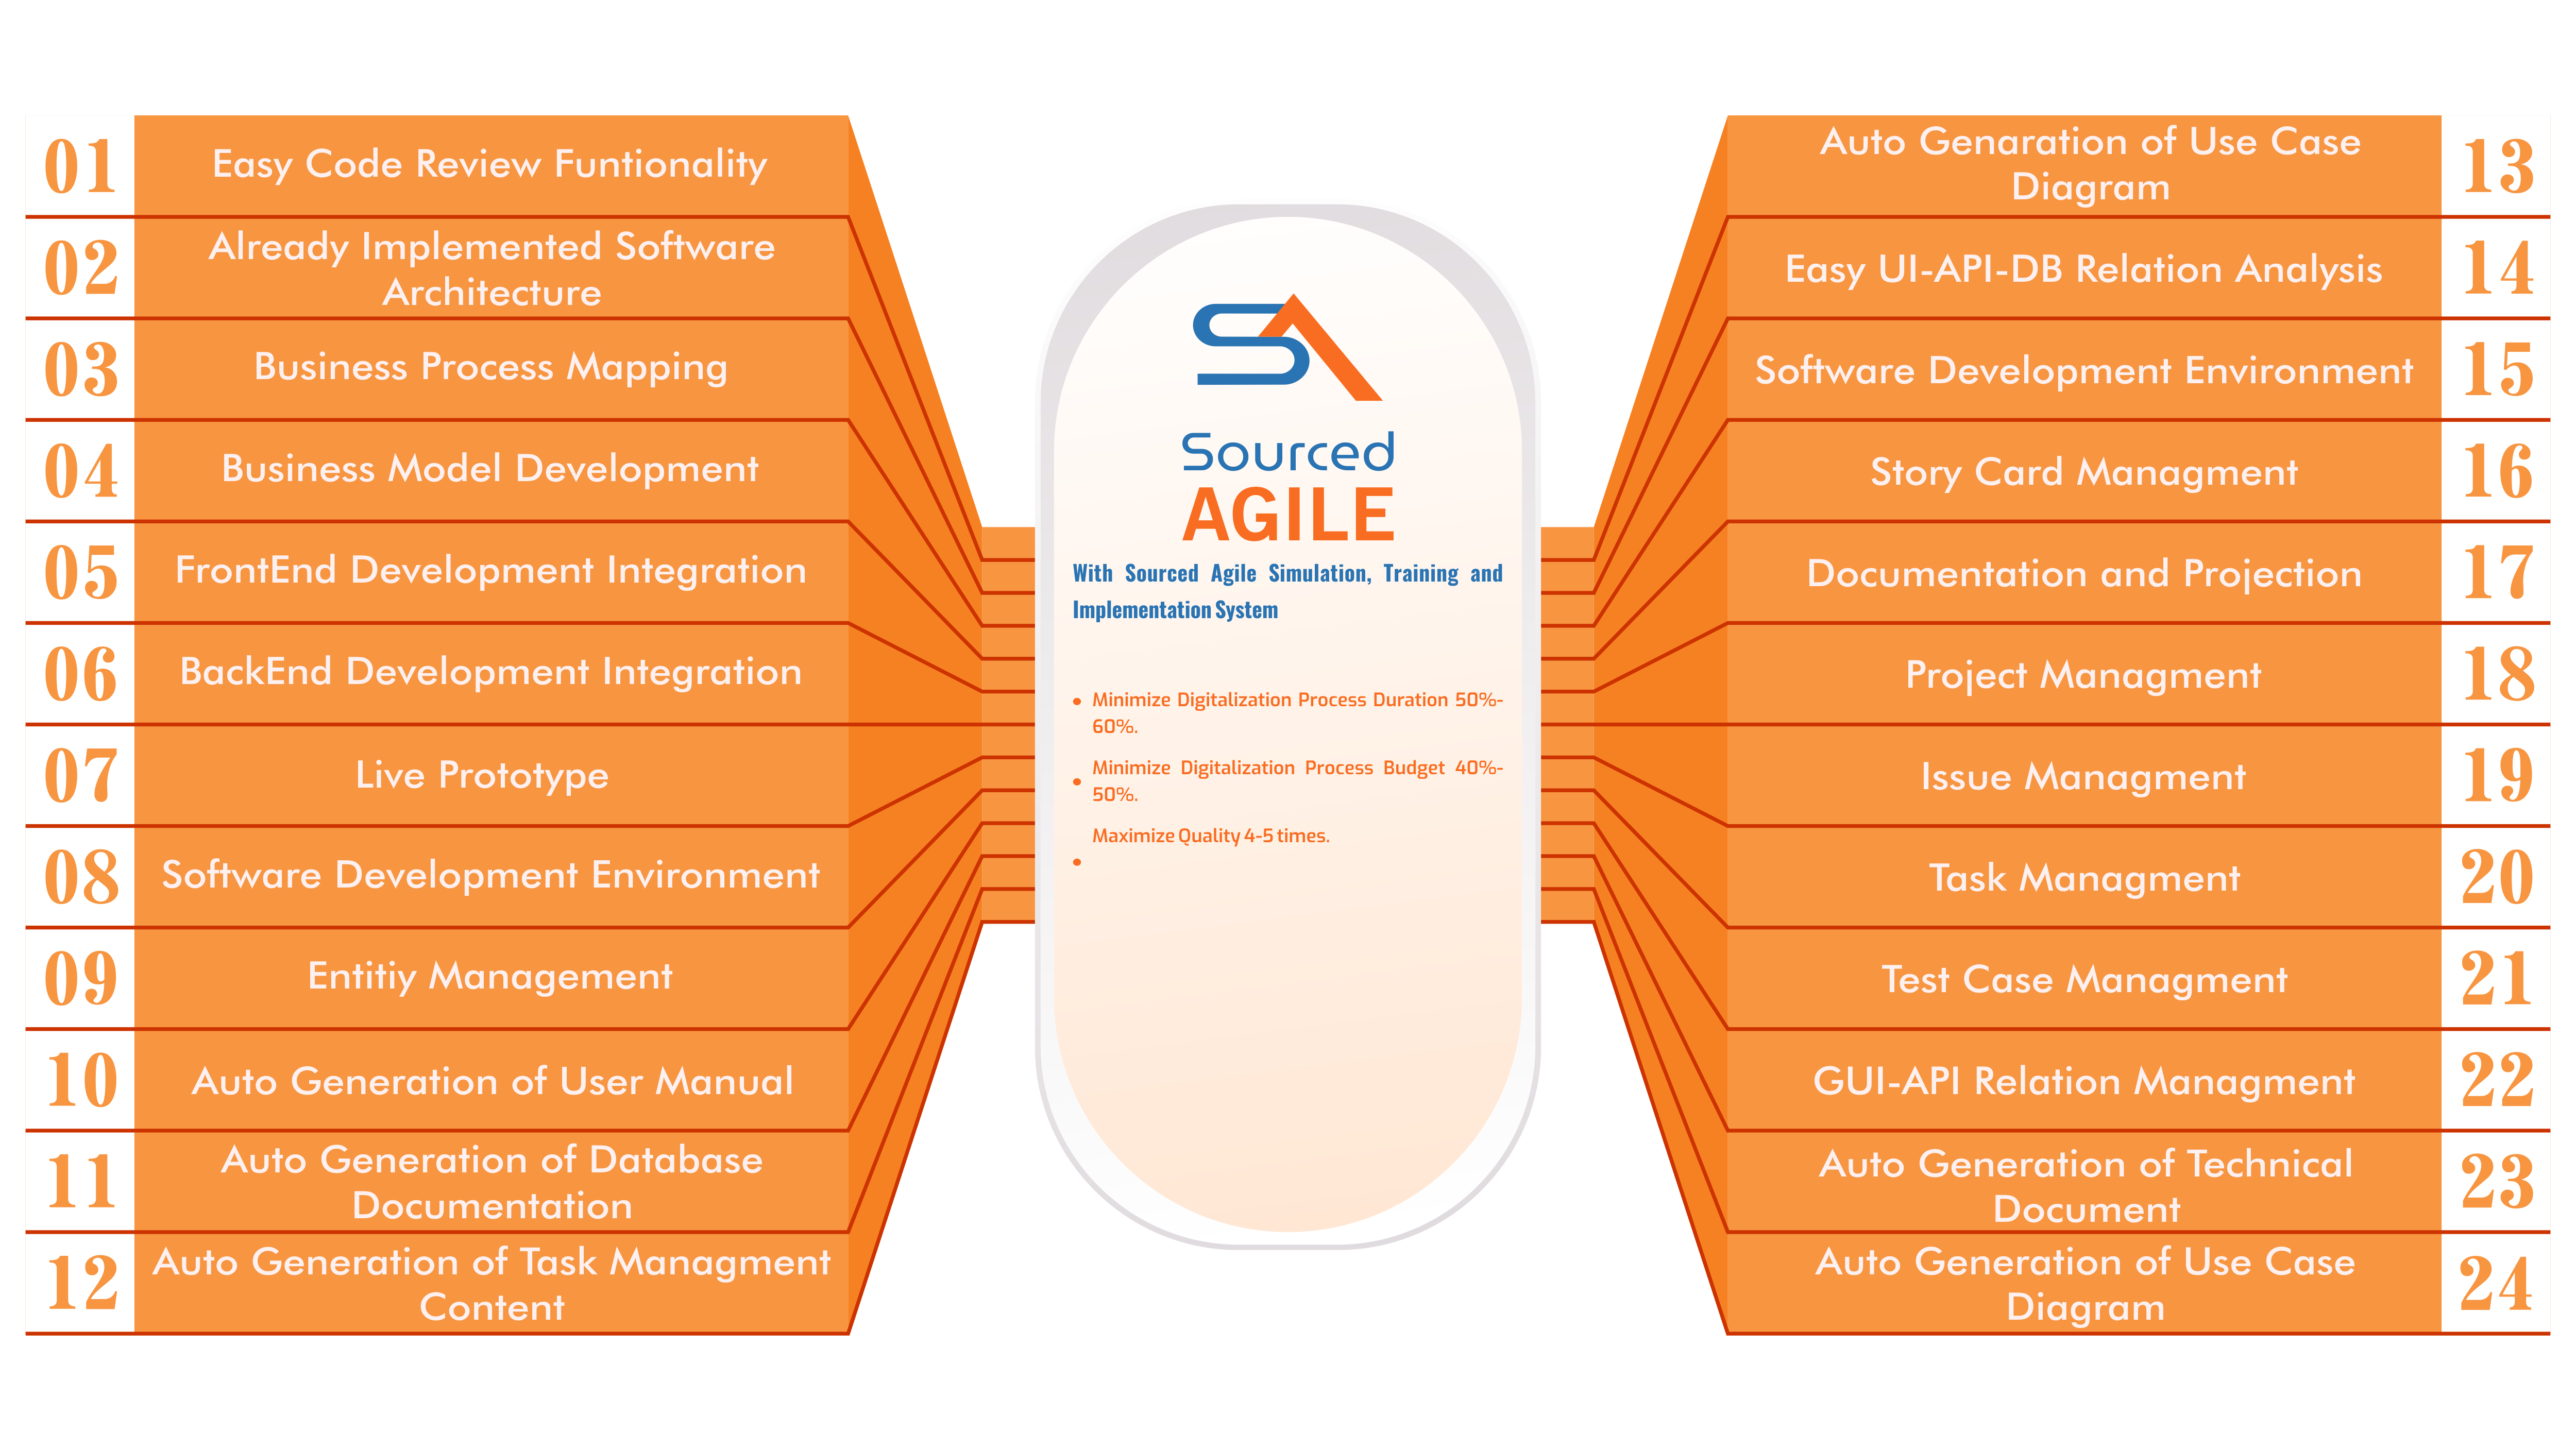 01
Easy Code Review Funtionality
02
Already Implemented Software
Architecture
03
Business Process Mapping
04
Business Model Development
05
FrontEnd Development Integration
06
BackEnd Development Integration
07
Live Prototype
08
Software Development Environment
09
Entitiy Management
10
Auto Generation of User Manual
11
Auto Generation of Database
Documentation
12
Auto Generation of Task Managment
Content
SA
Sourced
AGILE
With Sourced Agile Simulation, Training and
Implementation System
• Minimize Digitalization Process Duration 50%-
60%.
• Minimize Digitalization Process Budget 40%-
50%.
• Maximize Quality 4-5 times.
Auto Genaration of Use Case
Diagram
13
Easy UI-API-DB Relation Analysis
14
Software Development Environment
15
Story Card Managment
16
Documentation and Projection
17
Project Managment
18
Issue Managment
19
Task Managment
20
Test Case Managment
21
GUI-API Relation Managment
22
Auto Generation of Technical
Document
23
Auto Generation of Use Case
Diagram
24